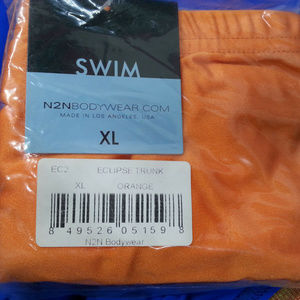 SWIM
N2NBODYWEAR.COM
MADE IN LOS ANGELES, USA
XL
EC2 ECLIPSE TRUNK
XL ORANGE
8 49526 05159 8
N2N Bodywear